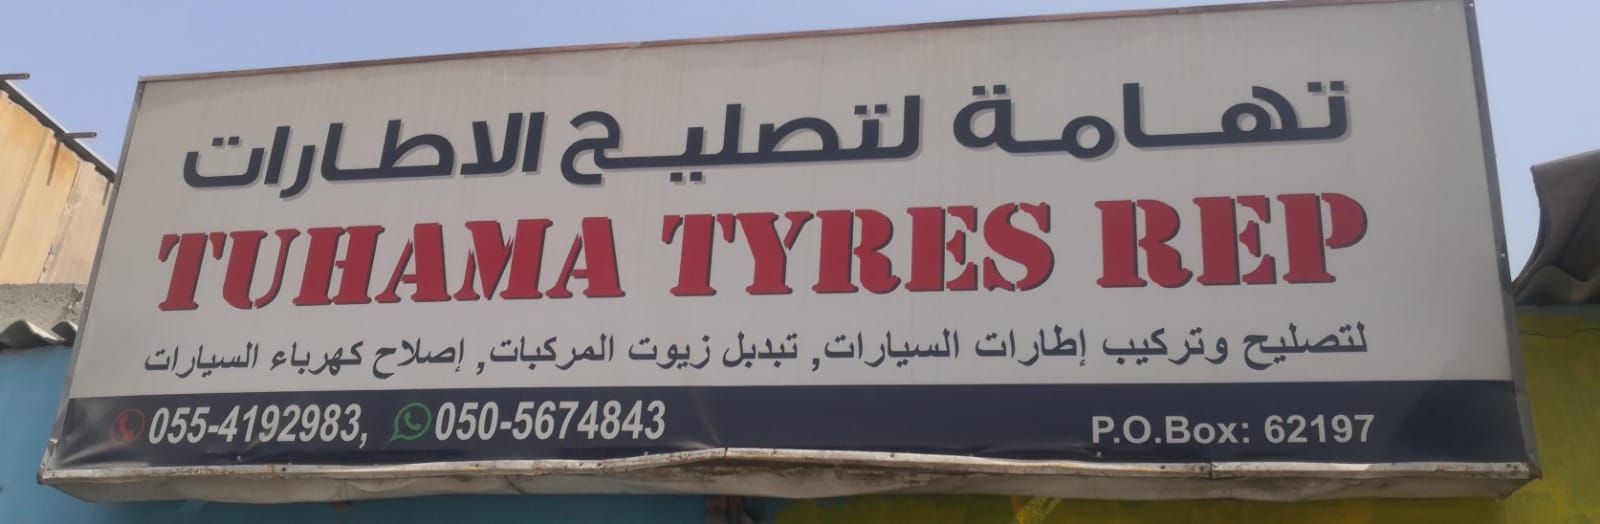 تهامة لتصليح الاطارات
TUHAMA TYRES REP
لتصليح وتركيب إطارات السيارات, تبدبل زيوت المركبات, إصلاح كهرباء السيارات
055-4192983, 050-5674843
P.O.Box: 62197